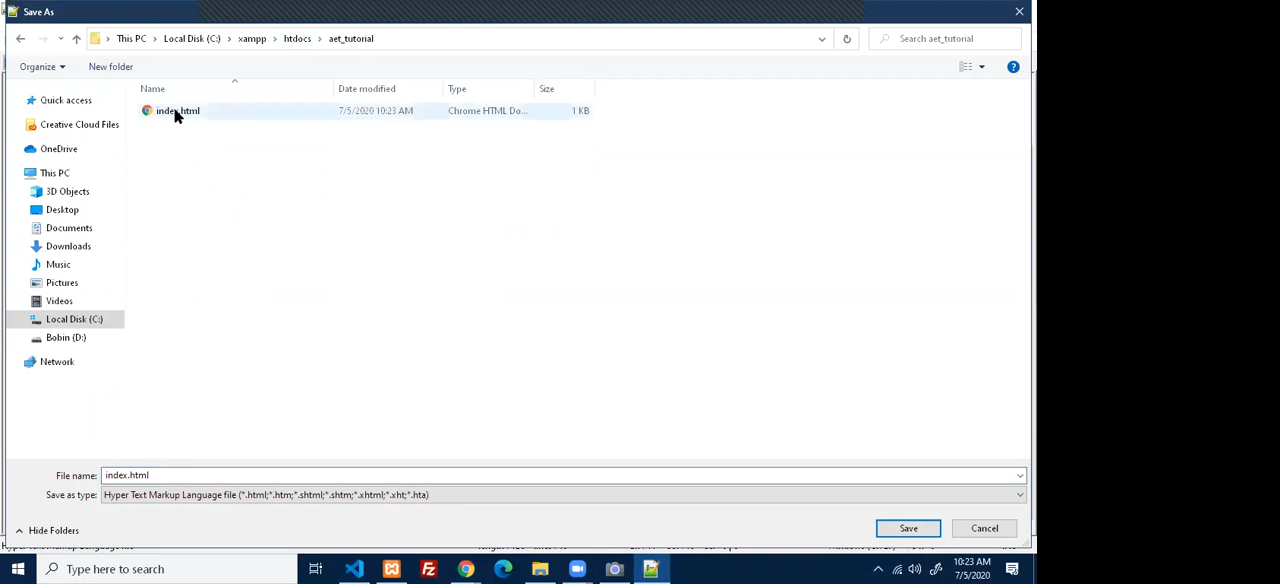 Save As
This PC > Local Disk (C:) > xampp > htdocs > aet_tutorial
Search aet_tutorial
Organize
New folder
Name
Date modified
Type
Size
index.html
7/5/2020 10:23 AM
Chrome HTML Do...
1 KB
Quick access
Creative Cloud Files
OneDrive
This PC
3D Objects
Desktop
Documents
Downloads
Music
Pictures
Videos
Local Disk (C:)
Bobin (D:)
Network
File name: index.html
Save as type: Hyper Text Markup Language file (*.html;*.htm;*.shtml;*.shtm;*.xhtml;*.xht;*.hta)
Hide Folders
Save
Cancel
Type here to search
10:23 AM
7/5/2020